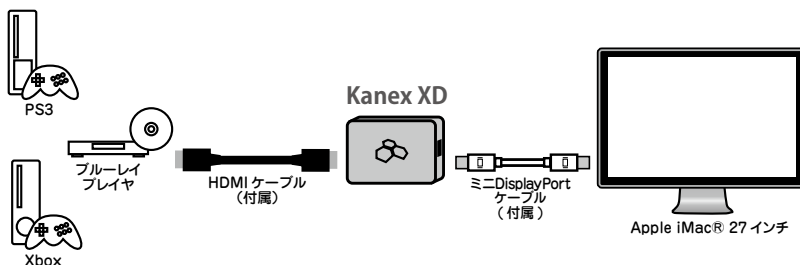 PS3
ブルーレイ
プレイヤ
Xbox
HDMI ケーブル
（付属）
Kanex XD
ミニDisplayPort
ケーブル
（付属）
Apple iMac® 27 インチ